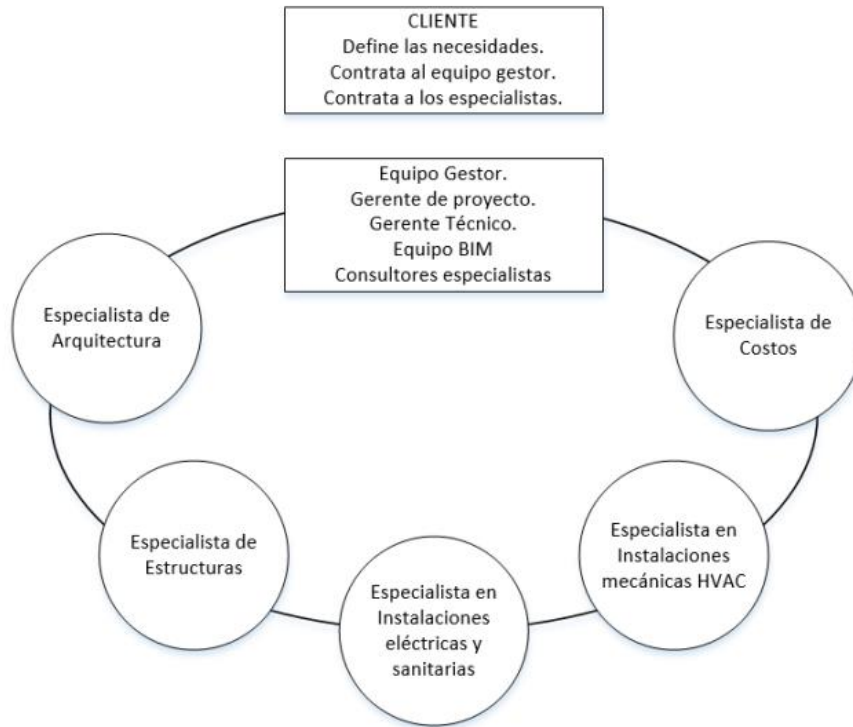 CLIENTE
Define las necesidades.
Contrata al equipo gestor.
Contrata a los especialistas.
Equipo Gestor.
Gerente de proyecto.
Gerente Técnico.
Equipo BIM
Consultores especialistas
Especialista de
Arquitectura
Especialista de
Costos
Especialista de
Estructuras
Especialista en
Instalaciones
mecánicas HVAC
Especialista en
Instalaciones
eléctricas y
sanitarias